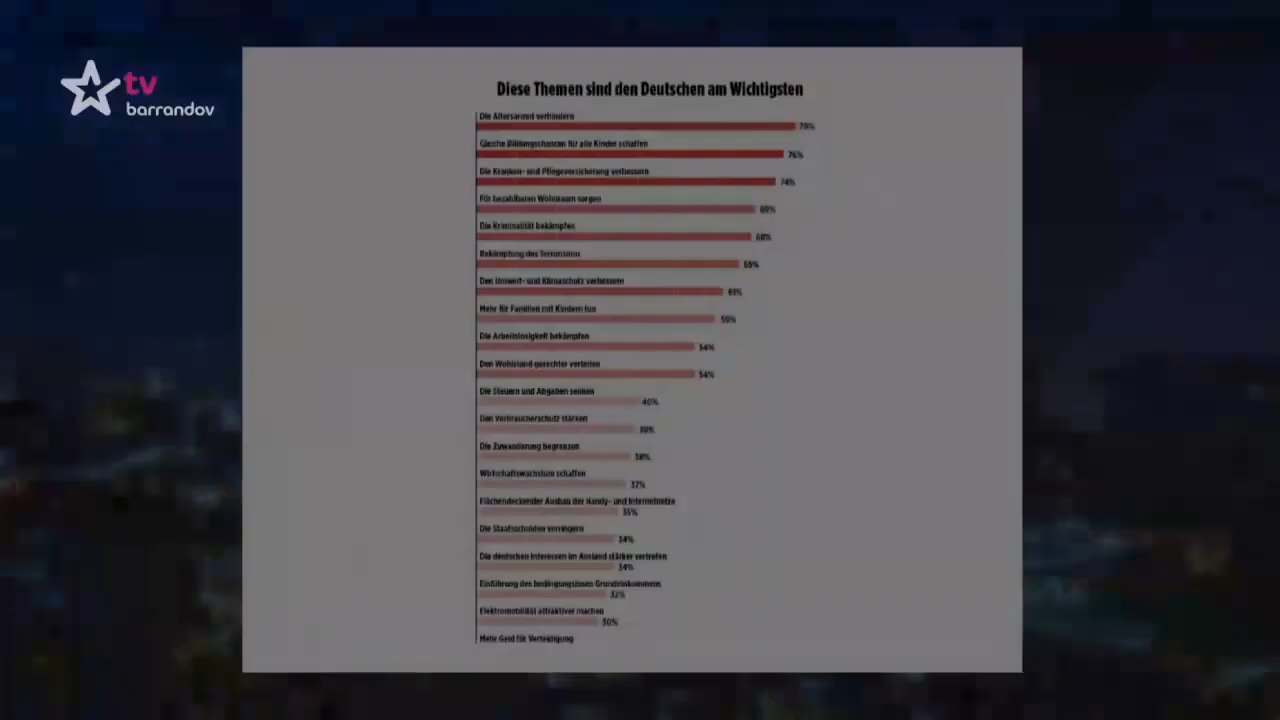 tv
barrandov
Diese Themen sind den Deutschen am Wichtigsten
Die Altersarmut verhindern
79%
Gleiche Bildungschancen für alle Kinder schaffen
76%
Die Kranken- und Pflegeversicherung verbessern
74%
Für bezahlbaren Wohnraum sorgen
69%
Die Kriminalität bekämpfen
68%
Bekämpfung des Terrorismus
65%
Den Umwelt- und Klimaschutz verbessern
61%
Mehr für Familien mit Kindern tun
59%
Die Arbeitslosigkeit bekämpfen
54%
Den Wohlstand gerechter verteilen
54%
Die Steuern und Abgaben senken
40%
Den Verbraucherschutz stärken
39%
Die Zuwanderung begrenzen
38%
Wirtschaftswachstum schaffen
37%
Flächendeckender Ausbau der Handy- und Internetnetze
35%
Die Staatsschulden verringern
34%
Die deutschen Interessen im Ausland stärker vertreten
34%
Einführung des bedingungslosen Grundeinkommens
32%
Elektromobilität attraktiver machen
30%
Mehr Geld für Verteidigung